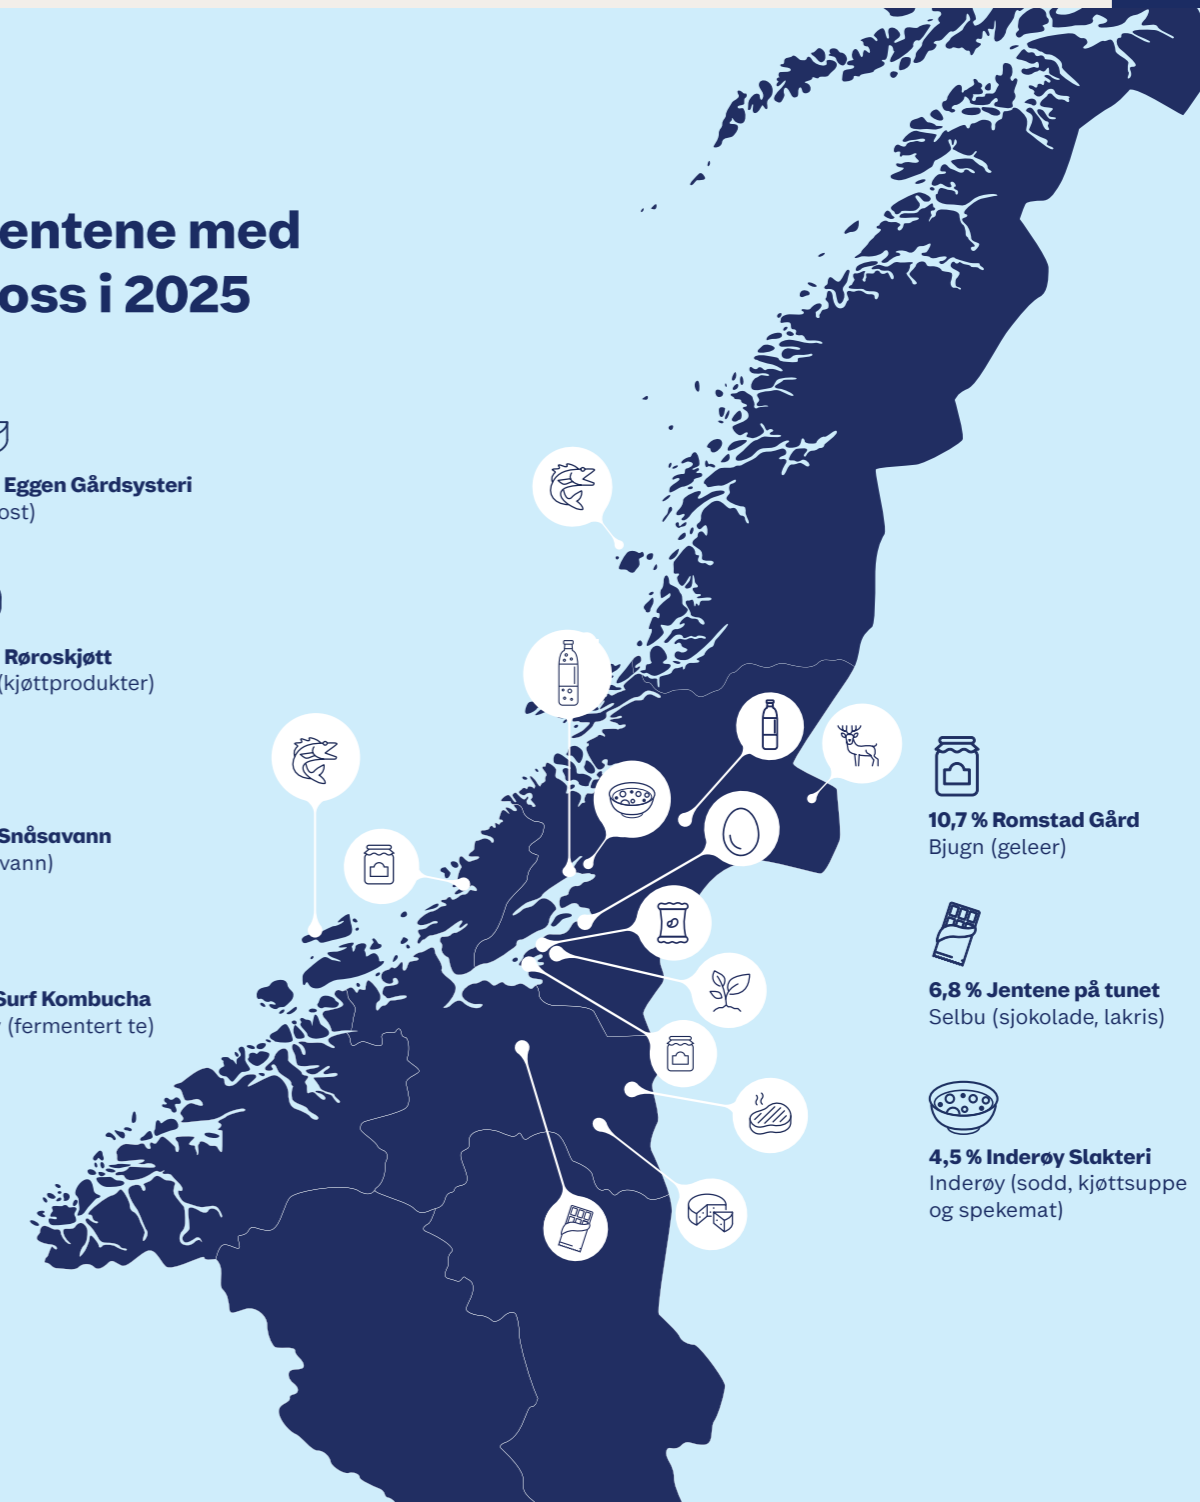 entene med
oss i 2025
Eggen Gårdsysteri
ost)
Røroskjøtt
(kjøttprodukter)
Snåsavann
vann)
Surf Kombucha
(fermentert te)
10,7 % Romstad Gård
Bjugn (geleer)
6,8 % Jentene på tunet
Selbu (sjokolade, lakris)
4,5 % Inderøy Slakteri
Inderøy (sodd, kjøttsuppe
og spekemat)